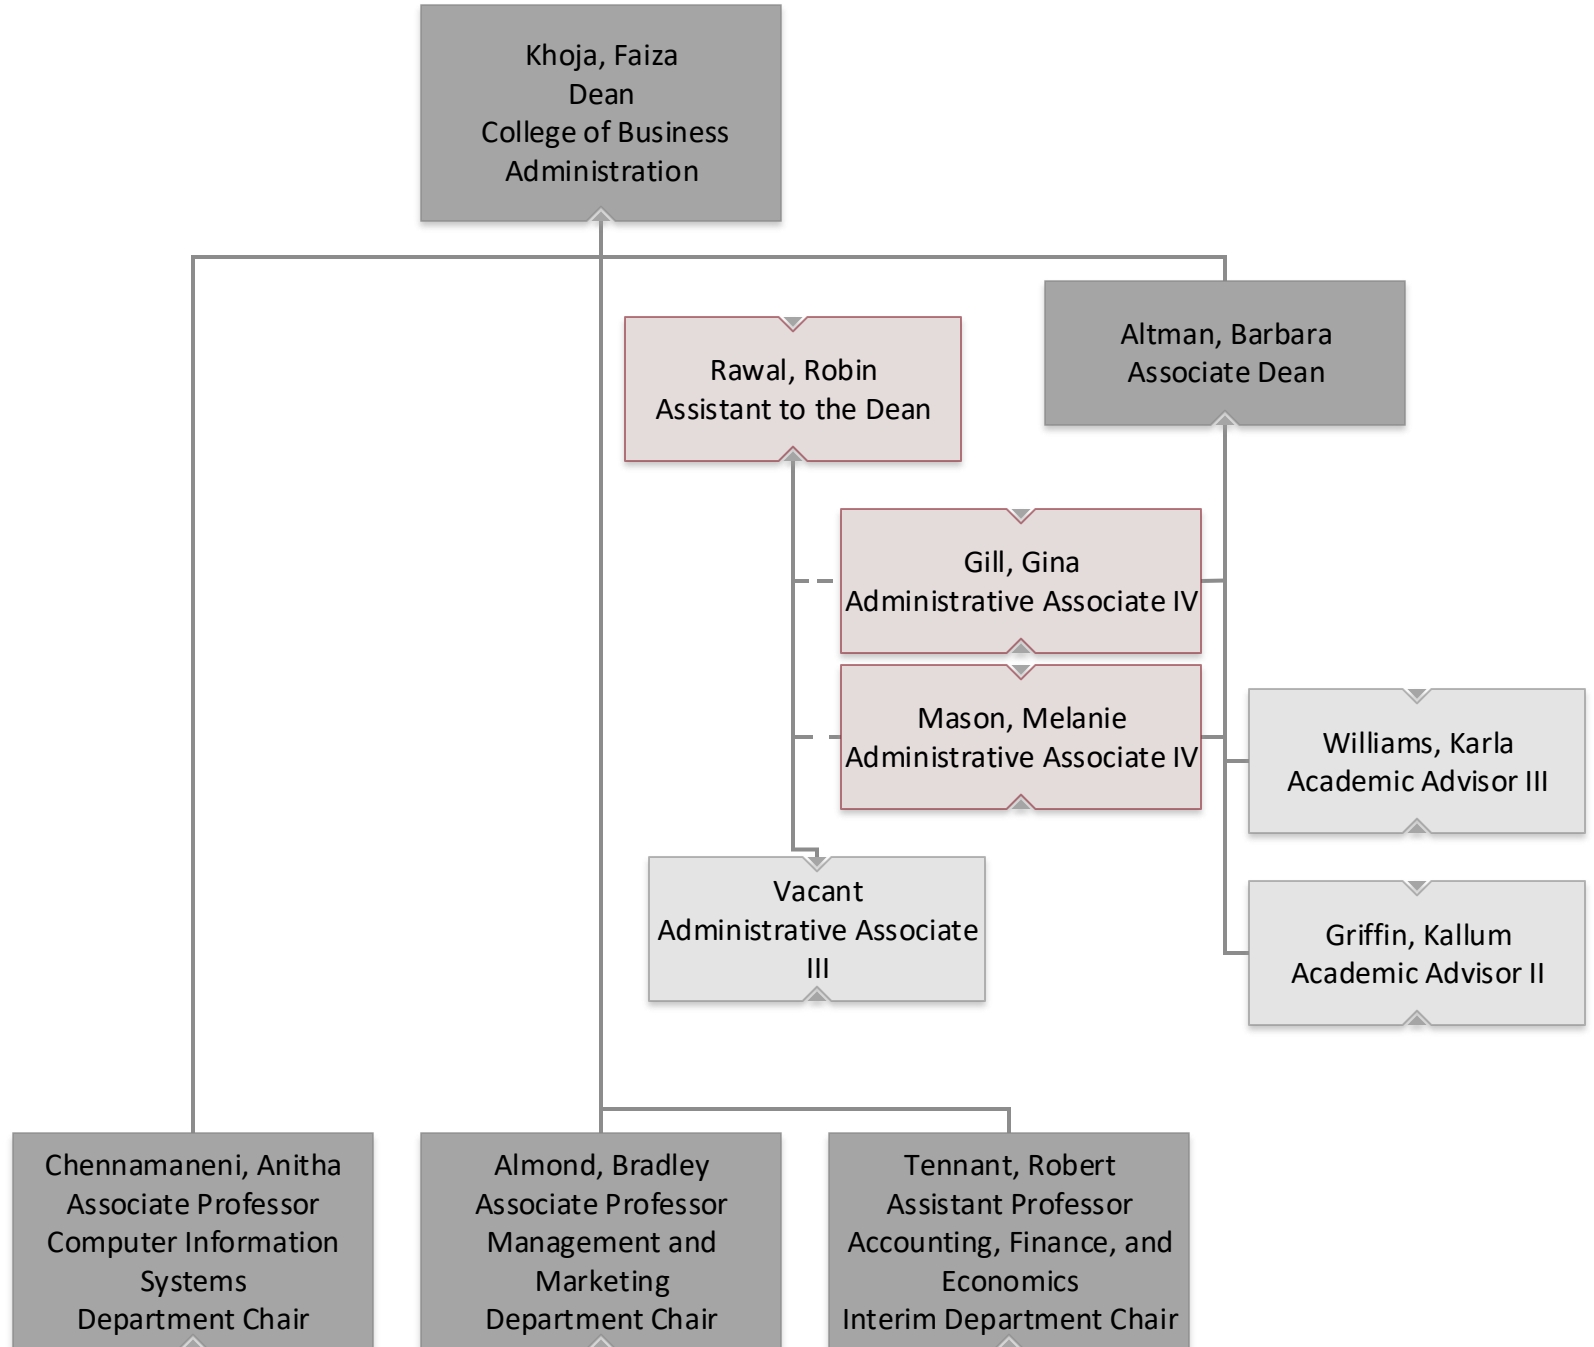 Khoja, Faiza
Dean
College of Business
Administration
Rawal, Robin
Assistant to the Dean
Altman, Barbara
Associate Dean
Gill, Gina
Administrative Associate IV
Mason, Melanie
Administrative Associate IV
Williams, Karla
Academic Advisor III
Vacant
Administrative Associate
III
Griffin, Kallum
Academic Advisor II
Chennamaneni, Anitha
Associate Professor
Computer Information
Systems
Department Chair
Almond, Bradley
Associate Professor
Management and
Marketing
Department Chair
Tennant, Robert
Assistant Professor
Accounting, Finance, and
Economics
Interim Department Chair